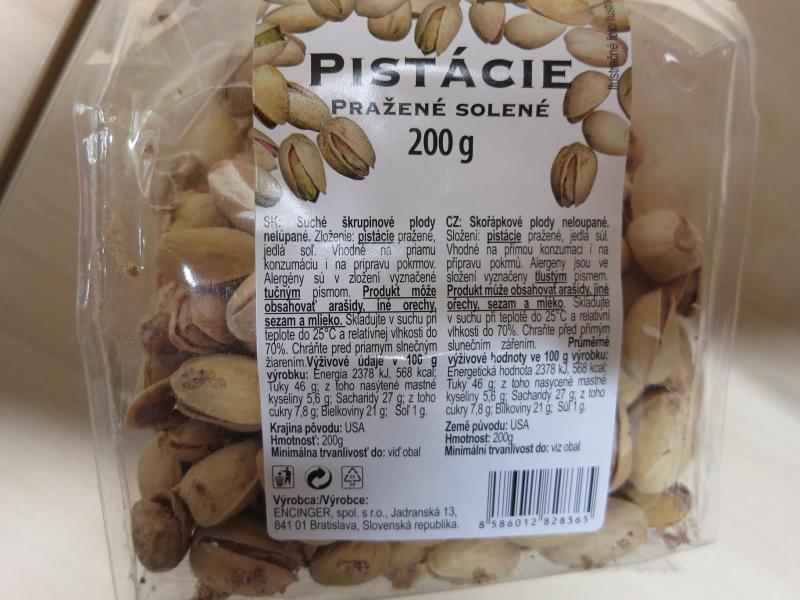 PISTÁCIE
PRAŽENÉ SOLENÉ
200 g
SK: Suché škrupinové plody
nelúpané. Zloženie: pistácie pražené,
jedlá soľ. Vhodné na priamu
konzumáciu i na prípravu pokrmov.
Alergény sú v zložení vyznačené
tučným písmom. Produkt môže
obsahovať arašidy, iné orechy,
sezam a mlieko. Skladujte v suchu pri
teplote do 25°C a relatívnej vlhkosti do
70%. Chráňte pred priamym slnečným
žiarením. Výživové údaje v 100 g
výrobku: Energia 2378 kJ, 568 kcal;
Tuky 46 g; z toho nasýtené mastné
kyseliny 5,6 g; Sacharidy 27 g; z toho
cukry 7,8 g; Bielkoviny 21 g; Soľ 1 g.
Krajina pôvodu: USA
Hmotnosť: 200g
Minimálna trvanlivosť do: viď obal
CZ: Skořápkové plody neloupané.
Složení: pistácie pražené, jedlá sůl.
Vhodné na přímou konzumaci i na
přípravu pokrmů. Alergeny jsou ve
složení vyznačeny tlustým písmem.
Produkt může obsahovat arašidy, jiné
ořechy, sezam a mléko. Skladujte
v suchu při teplotě do 25°C a relativní
vlhkosti do 70%. Chraňte před přímým
slunečním zářením. Průměrné
výživové hodnoty ve 100 g výrobku:
Energetická hodnota 2378 kJ, 568 kcal;
Tuky 46 g; z toho nasycené mastné
kyseliny 5,6 g; Sacharidy 27 g; z toho
cukry 7,8 g; Bílkoviny 21 g; Sůl 1 g.
Země původu: USA
Hmotnost: 200g
Minimální trvanlivost do: viz obal
Výrobca:/Výrobce:
ENCINGER, spol. s r.o., Jadranská 13,
841 01 Bratislava, Slovenská republika.
8 586012 828365
Ilustračné foto